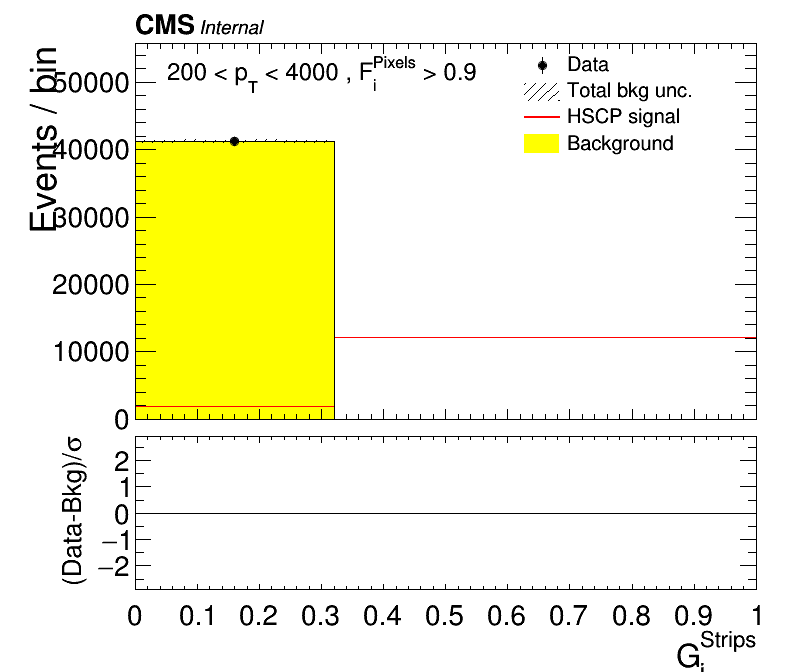 CMS Internal
200 < p_T < 4000 , F_i^Pixels > 0.9
Data
Total bkg unc.
HSCP signal
Background
Events / bin
50000
40000
30000
20000
10000
0
(Data-Bkg)/σ
2
1
0
−1
−2
0 0.1 0.2 0.3 0.4 0.5 0.6 0.7 0.8 0.9 1
G_i^Strips